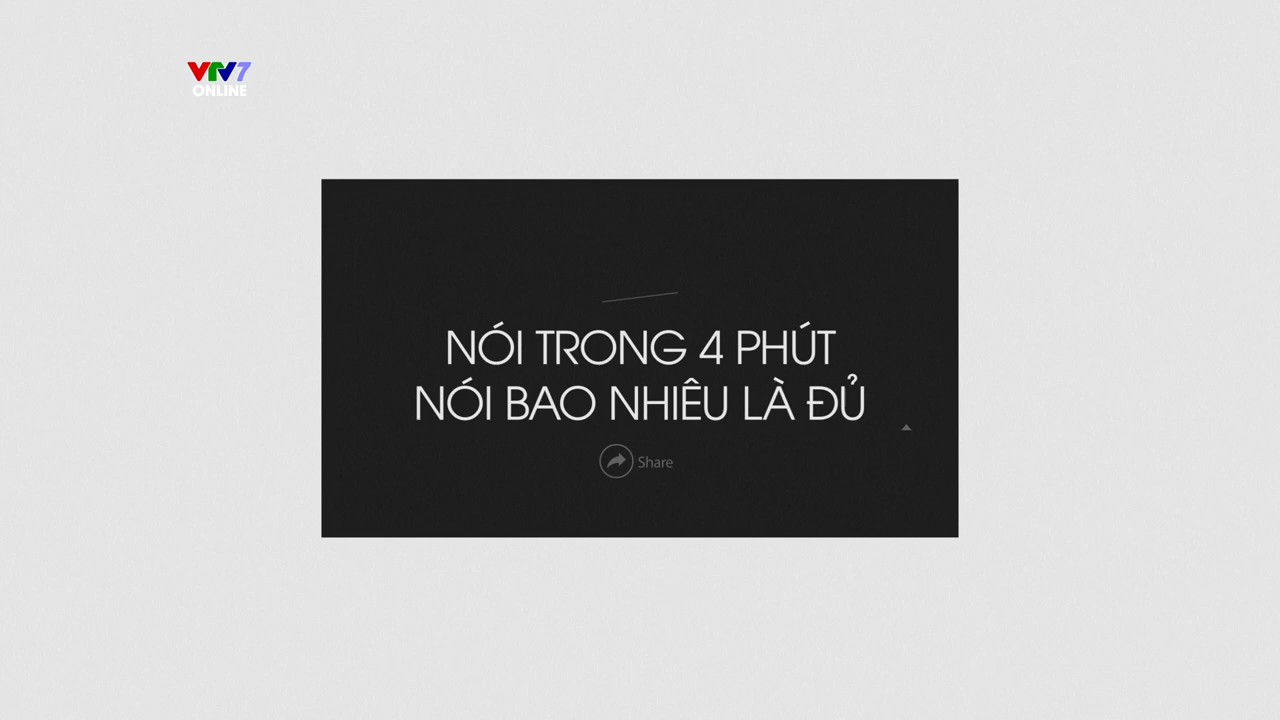 VTV7
ONLINE
NÓI TRONG 4 PHÚT
NÓI BAO NHIÊU LÀ ĐỦ
Share